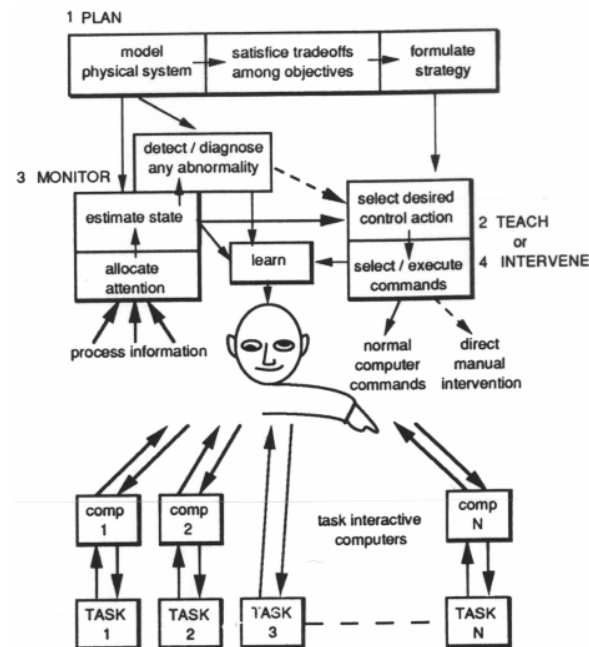 1 PLAN
model
physical system
satisfice tradeoffs
among objectives
formulate
strategy
detect / diagnose
any abnormality
3 MONITOR
estimate state
allocate
attention
select desired
control action
select / execute
commands
2 TEACH
or
4 INTERVENE
learn
process information
normal
computer
commands
direct
manual
intervention
comp
1
comp
2
task interactive
computers
comp
N
TASK
1
TASK
2
TASK
3
TASK
N